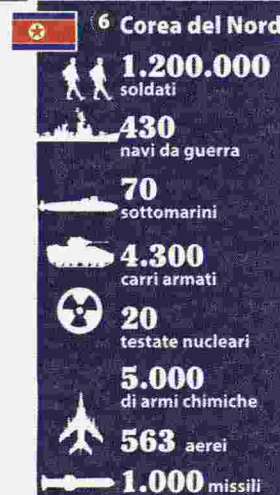 6 Corea del Nord
1.200.000
soldati
430
navi da guerra
70
sottomarini
4.300
carri armati
20
testate nucleari
5.000
di armi chimiche
563 aerei
1.000 missili